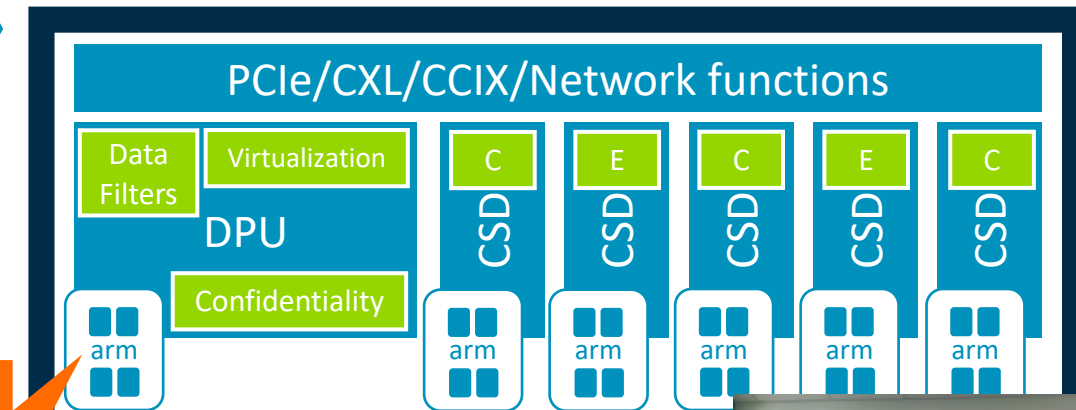 PCIe/CXL/CCIX/Network functions
Data
Filters
Virtualization
DPU
Confidentiality
arm
C
CSD
arm
E
CSD
arm
C
CSD
arm
E
CSD
arm
C
CSD
arm